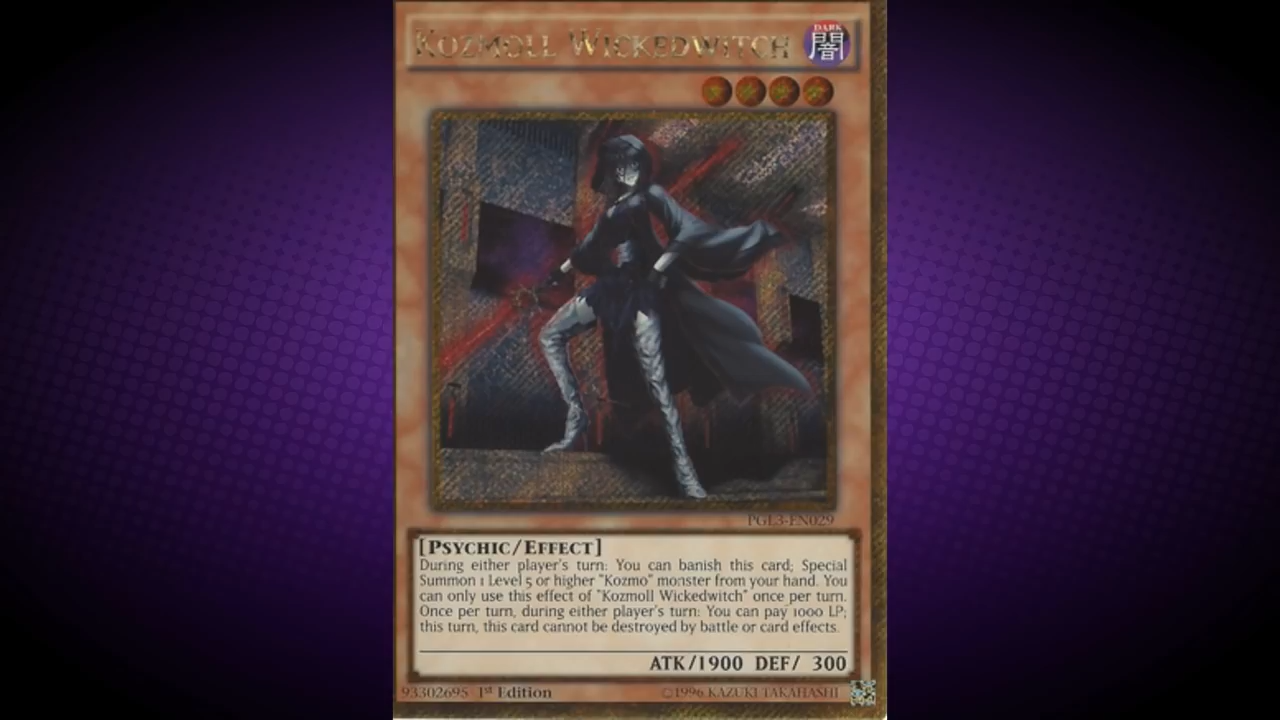 Kozmoll Wickedwitch
DARK
闇
PGL3-EN029
[Psychic/Effect]
During either player's turn: You can banish this card; Special
Summon 1 Level 5 or higher "Kozmo" monster from your hand. You
can only use this effect of "Kozmoll Wickedwitch" once per turn.
Once per turn, during either player's turn: You can pay 1000 LP;
this turn, this card cannot be destroyed by battle or card effects.
ATK/1900 DEF/ 300
93302695 1st Edition ©1996 KAZUKI TAKAHASHI